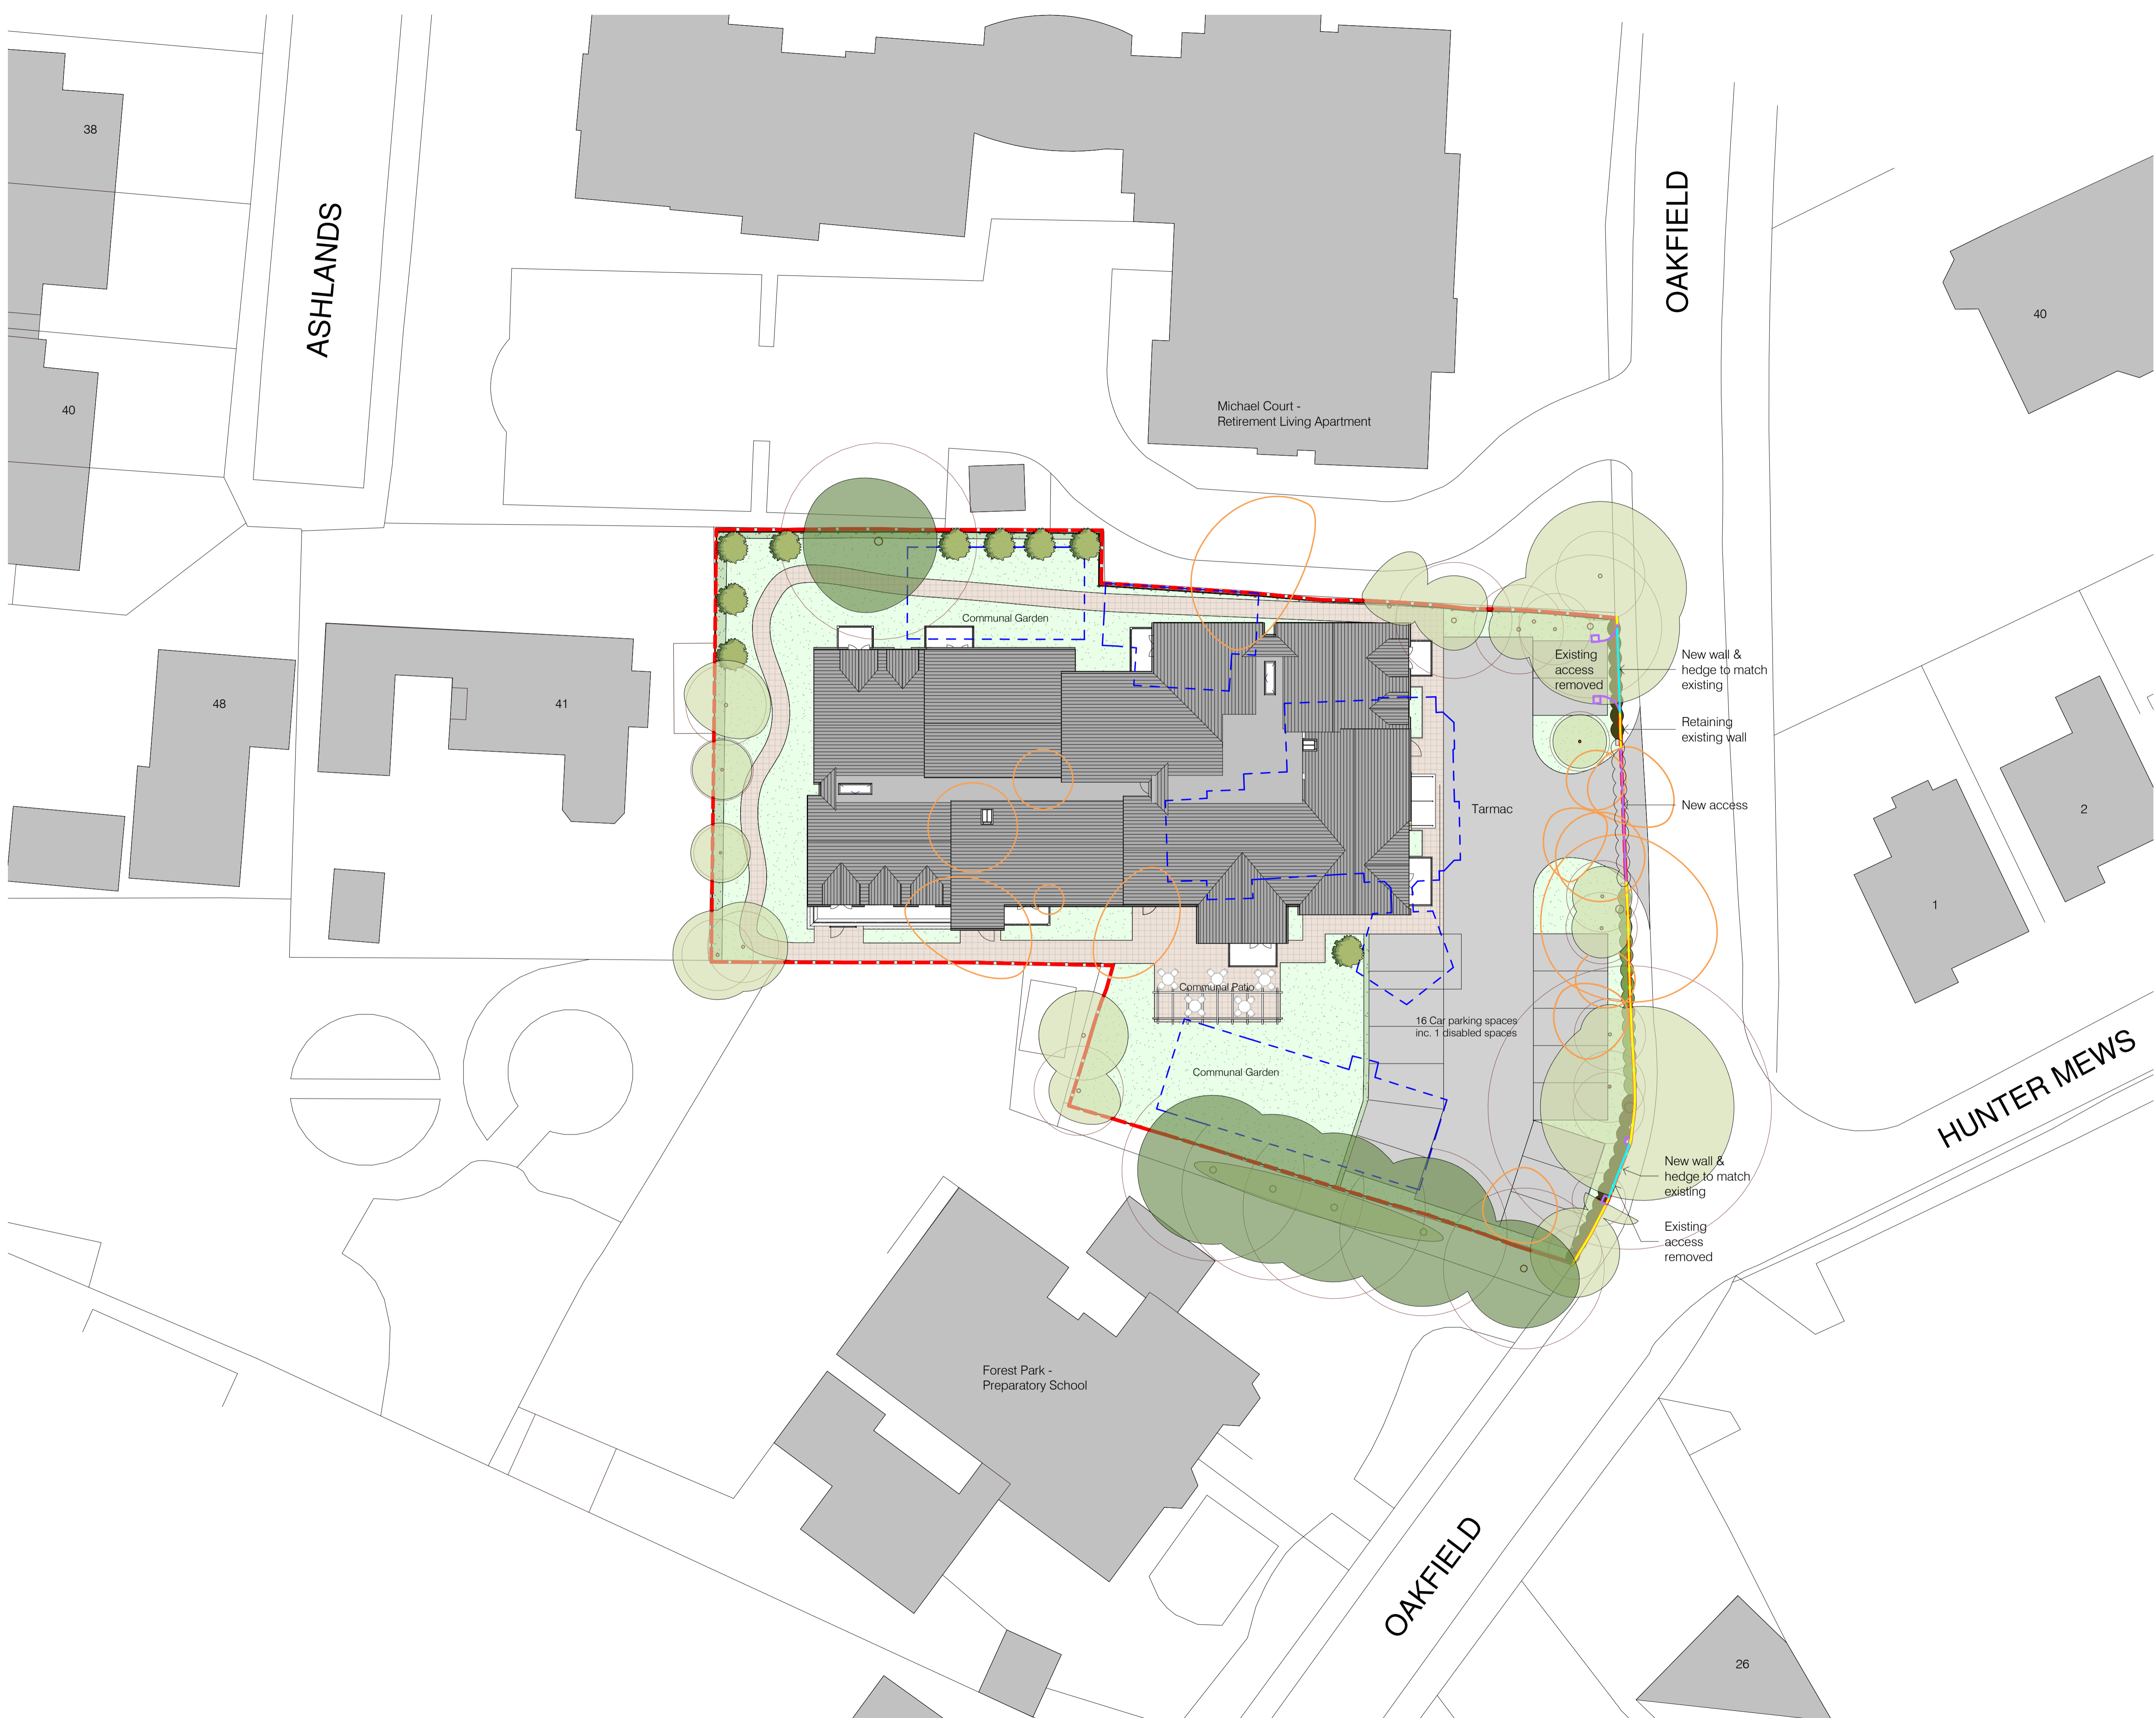 38
ASHLANDS
OAKFIELD
40
40
Michael Court -
Retirement Living Apartment
Communal Garden
Existing
access
removed
New wall &
hedge to match
existing
48
41
Retaining
existing wall
New access
Tarmac
2
1
Communal Patio
16 Car parking spaces
inc. 1 disabled spaces
Communal Garden
HUNTER MEWS
New wall &
hedge to match
existing
Existing
access
removed
Forest Park -
Preparatory School
OAKFIELD
26